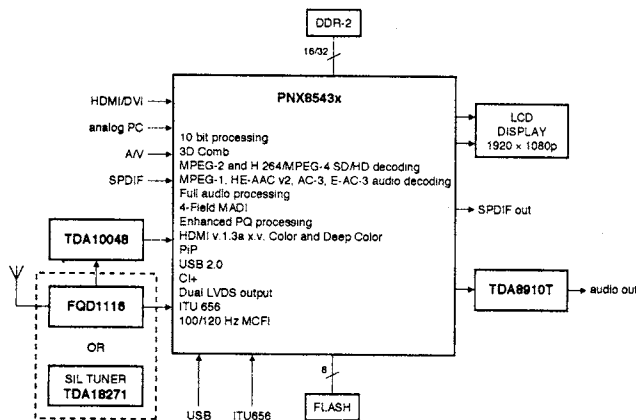 DDR-2
16/32
PNX8543x
HDMI/DVI
analog PC
A/V
SPDIF
10 bit processing
3D Comb
MPEG-2 and H 264/MPEG-4 SD/HD decoding
MPEG-1, HE-AAC v2, AC-3, E-AC-3 audio decoding
Full audio processing
4-Field MADI
Enhanced PQ processing
HDMI v.1.3a x.v. Color and Deep Color
PiP
USB 2.0
CI+
Dual LVDS output
ITU 656
100/120 Hz MCFI
LCD
DISPLAY
1920 × 1080p
SPDIF out
TDA8910T
audio out
TDA10048
FQD1116
OR
SIL TUNER
TDA18271
USB
ITU656
8
FLASH